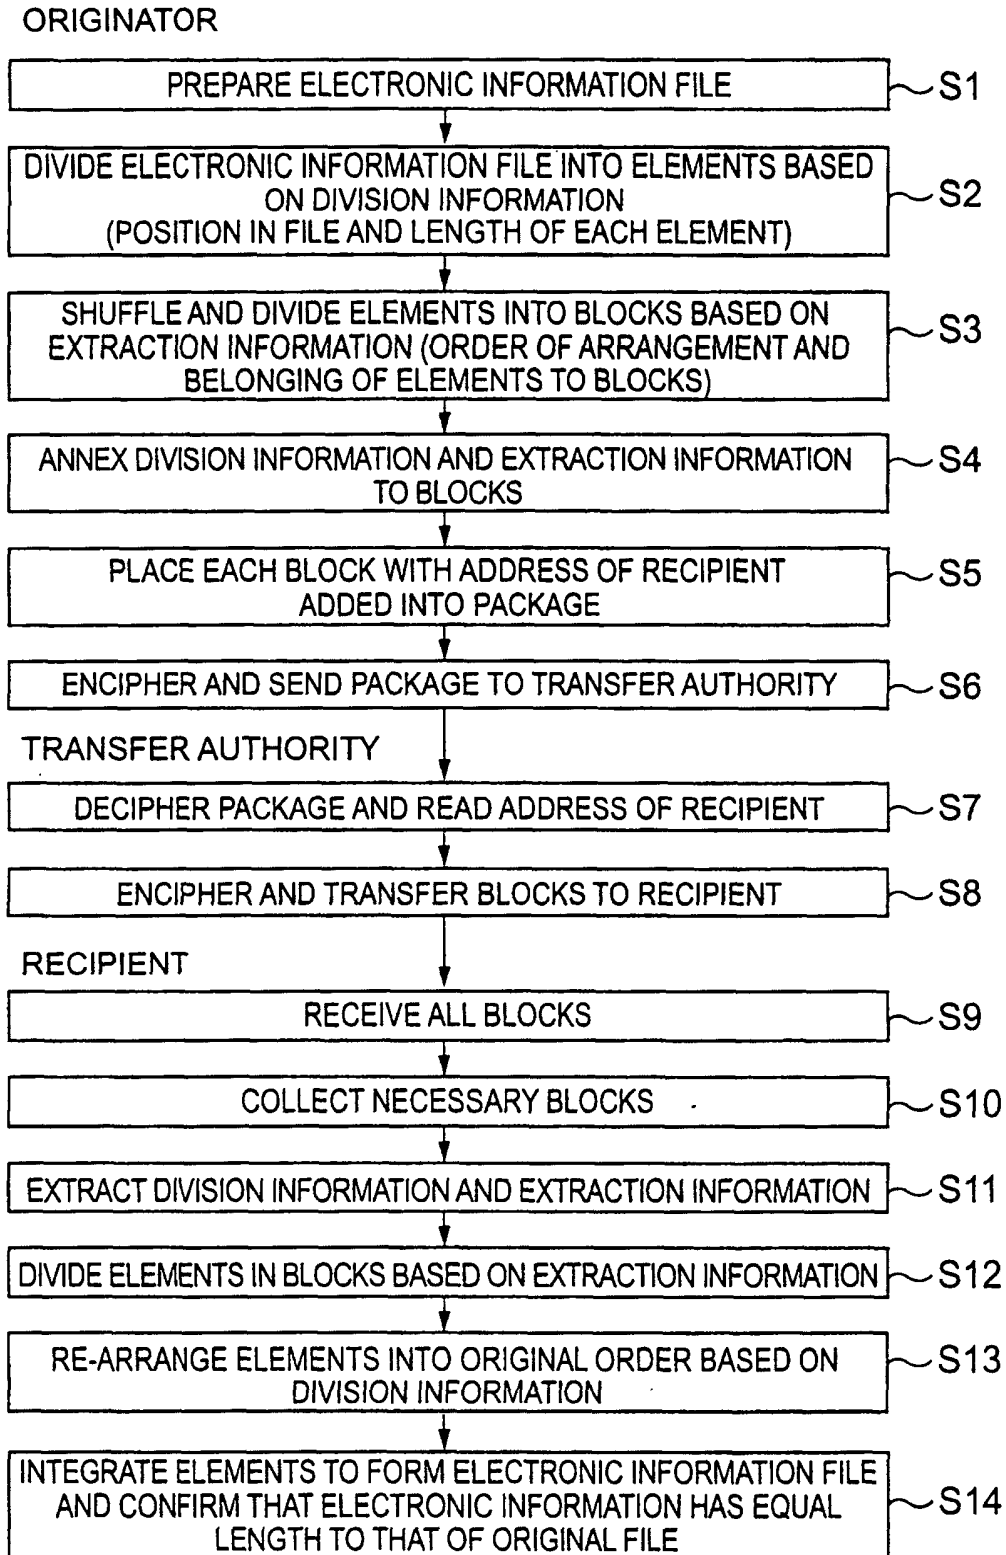 ORIGINATOR
PREPARE ELECTRONIC INFORMATION FILE
S1
DIVIDE ELECTRONIC INFORMATION FILE INTO ELEMENTS BASED
ON DIVISION INFORMATION
(POSITION IN FILE AND LENGTH OF EACH ELEMENT)
S2
SHUFFLE AND DIVIDE ELEMENTS INTO BLOCKS BASED ON
EXTRACTION INFORMATION (ORDER OF ARRANGEMENT AND
BELONGING OF ELEMENTS TO BLOCKS)
S3
ANNEX DIVISION INFORMATION AND EXTRACTION INFORMATION
TO BLOCKS
S4
PLACE EACH BLOCK WITH ADDRESS OF RECIPIENT
ADDED INTO PACKAGE
S5
ENCIPHER AND SEND PACKAGE TO TRANSFER AUTHORITY
S6
TRANSFER AUTHORITY
DECIPHER PACKAGE AND READ ADDRESS OF RECIPIENT
S7
ENCIPHER AND TRANSFER BLOCKS TO RECIPIENT
S8
RECIPIENT
RECEIVE ALL BLOCKS
S9
COLLECT NECESSARY BLOCKS
S10
EXTRACT DIVISION INFORMATION AND EXTRACTION INFORMATION
S11
DIVIDE ELEMENTS IN BLOCKS BASED ON EXTRACTION INFORMATION
S12
RE-ARRANGE ELEMENTS INTO ORIGINAL ORDER BASED ON
DIVISION INFORMATION
S13
INTEGRATE ELEMENTS TO FORM ELECTRONIC INFORMATION FILE
AND CONFIRM THAT ELECTRONIC INFORMATION HAS EQUAL
LENGTH TO THAT OF ORIGINAL FILE
S14